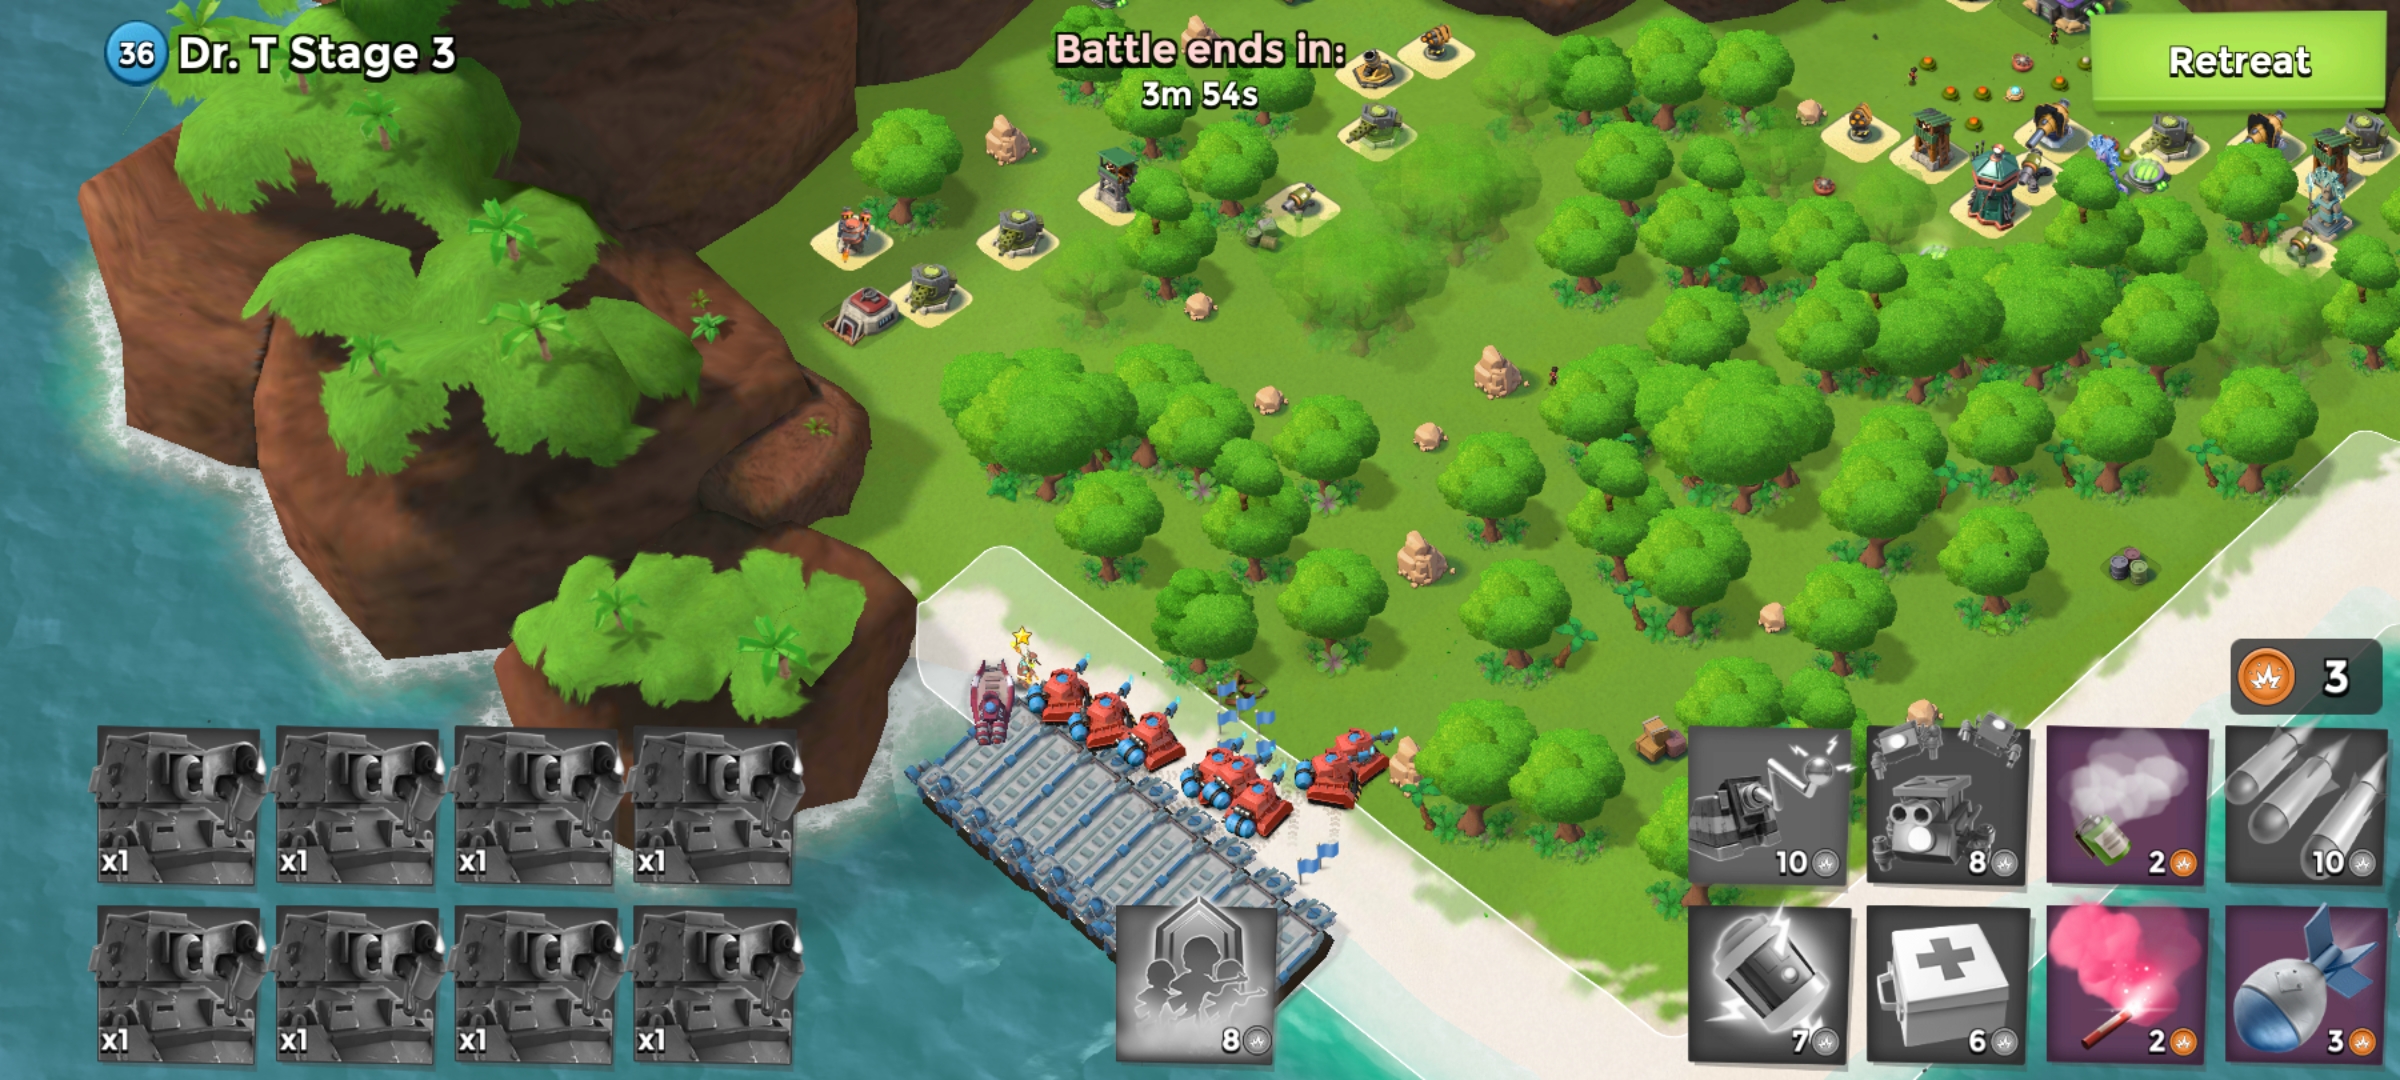 36 Dr. T Stage 3
Battle ends in:
3m 54s
Retreat
3
x1 x1 x1 x1
10 8 2 10
x1 x1 x1 x1
8
7 6 2 3